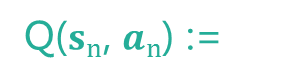 Q(sₙ, aₙ) :=